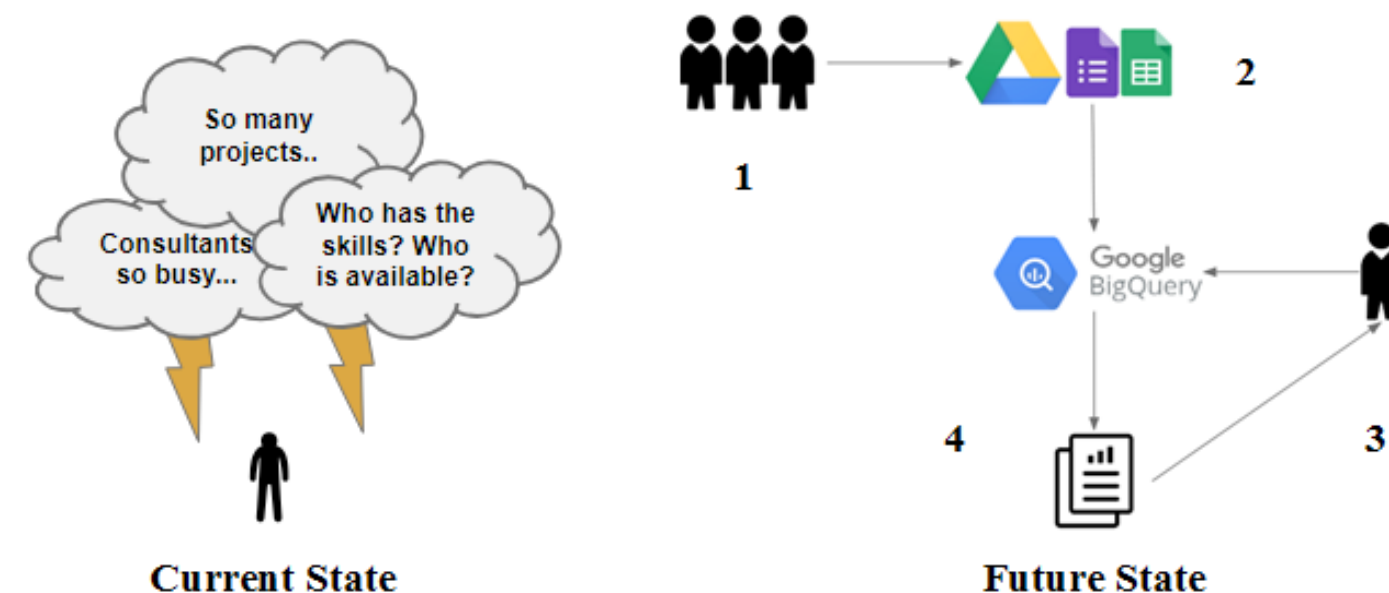 So many
projects..
Consultants
so busy...
Who has the
skills? Who
is available?
Current State
1
2
Google
BigQuery
3
4
Future State